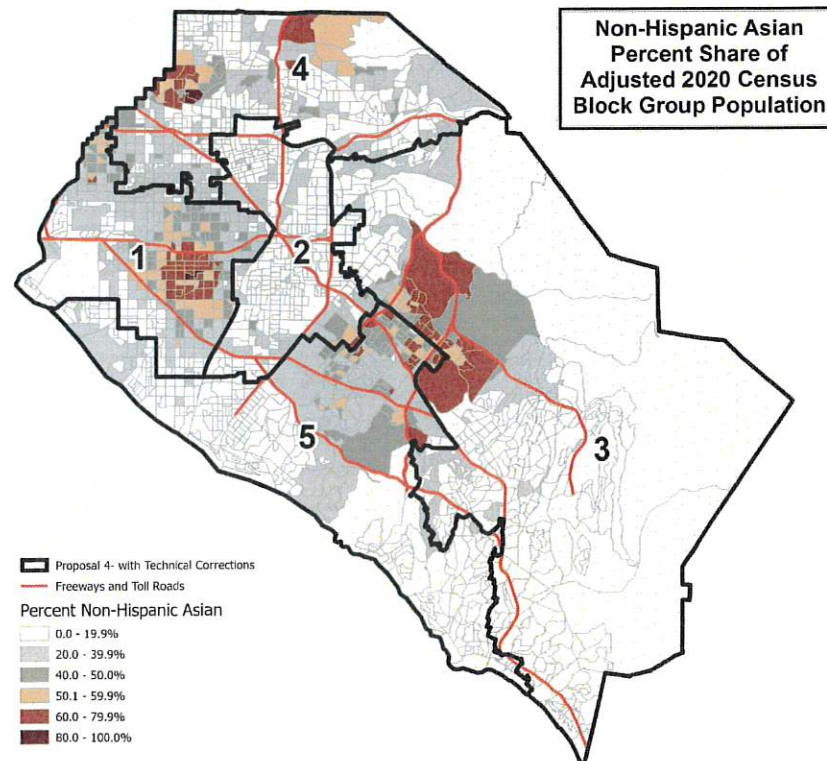 Non-Hispanic Asian
Percent Share of
Adjusted 2020 Census
Block Group Population
4
1
2
5
3
Proposal 4- with Technical Corrections
Freeways and Toll Roads
Percent Non-Hispanic Asian
0.0 - 19.9%
20.0 - 39.9%
40.0 - 50.0%
50.1 - 59.9%
60.0 - 79.9%
80.0 - 100.0%